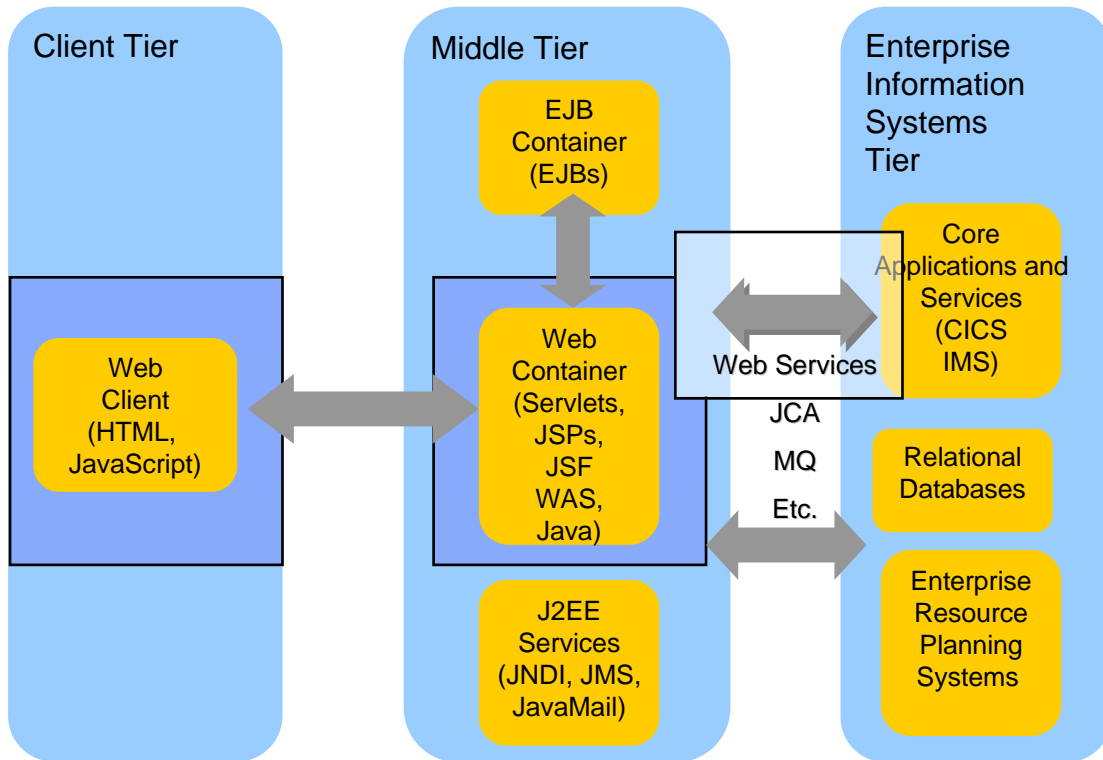 Client Tier
Web
Client
(HTML,
JavaScript)
Middle Tier
EJB
Container
(EJBs)
Web
Container
(Servlets,
JSPs,
JSF
WAS,
Java)
J2EE
Services
(JNDI, JMS,
JavaMail)
Web Services
JCA
MQ
Etc.
Enterprise
Information
Systems
Tier
Core
Applications and
Services
(CICS
IMS)
Relational
Databases
Enterprise
Resource
Planning
Systems